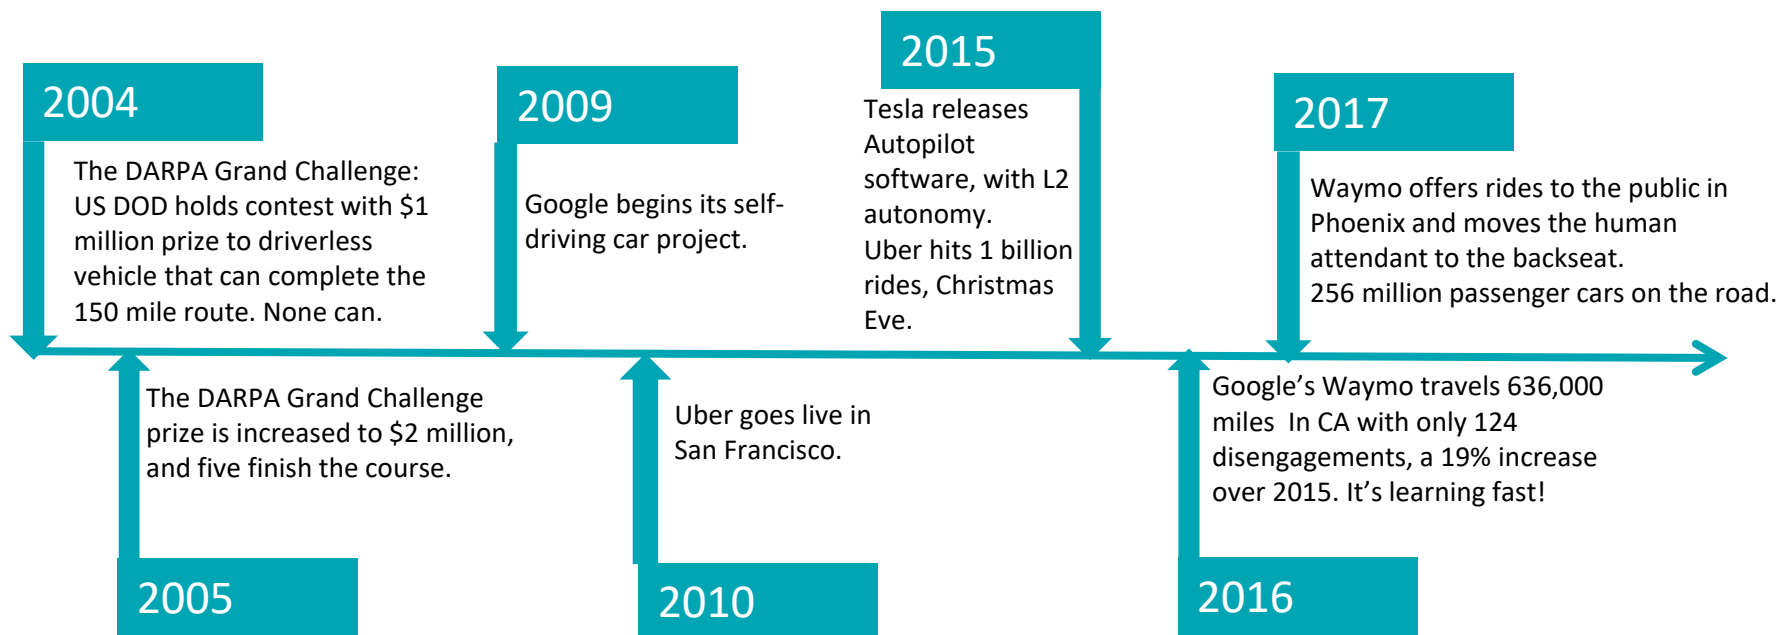 2004
The DARPA Grand Challenge:
US DOD holds contest with $1
million prize to driverless
vehicle that can complete the
150 mile route. None can.
2005
The DARPA Grand Challenge
prize is increased to $2 million,
and five finish the course.
2009
Google begins its self-
driving car project.
2010
Uber goes live in
San Francisco.
2015
Tesla releases
Autopilot
software, with L2
autonomy.
Uber hits 1 billion
rides, Christmas
Eve.
2016
Google’s Waymo travels 636,000
miles  In CA with only 124
disengagements, a 19% increase
over 2015. It’s learning fast!
2017
Waymo offers rides to the public in
Phoenix and moves the human
attendant to the backseat.
256 million passenger cars on the road.